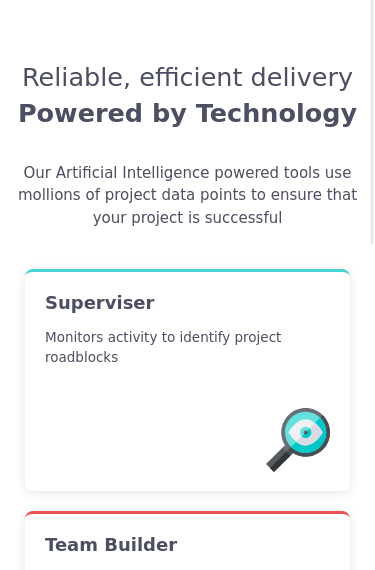 Reliable, efficient delivery
Powered by Technology
Our Artificial Intelligence powered tools use
mollions of project data points to ensure that
your project is successful
Superviser
Monitors activity to identify project
roadblocks
Team Builder